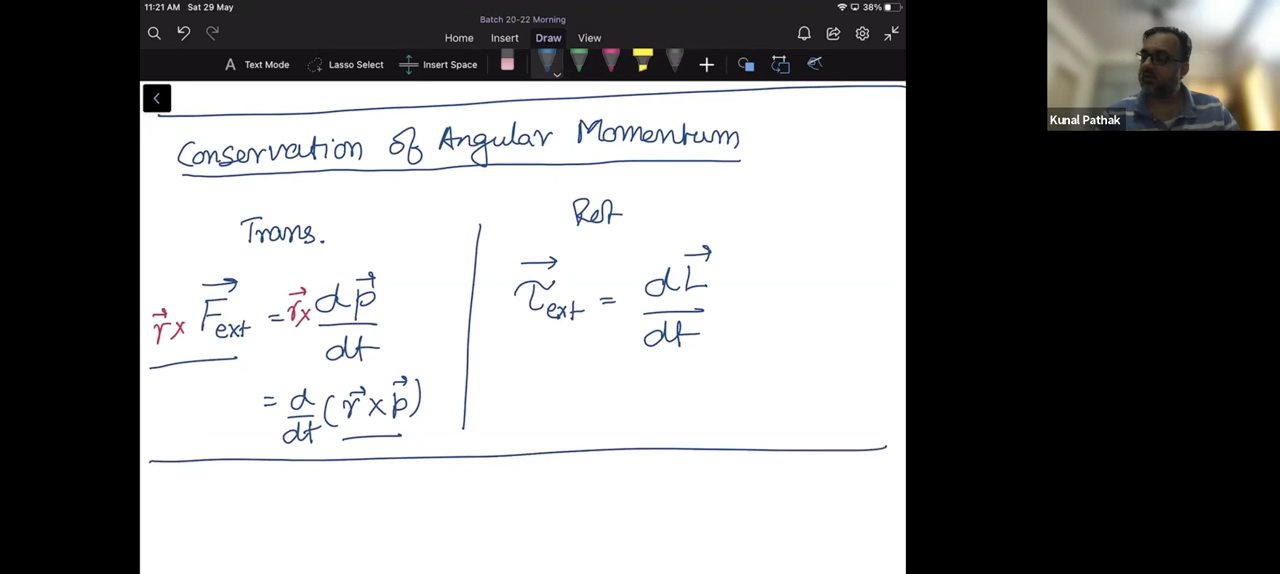 11:21 AM Sat 29 May
38%
Batch 20-22 Morning
Home Insert Draw View
Text Mode Lasso Select Insert Space
Kunal Pathak
Conservation of Angular Momentum
Trans.
Rot
r⃗ × F⃗ext = r⃗ × dp⃗/dt
= d/dt (r⃗ × p⃗)
τ⃗ext = dL⃗/dt